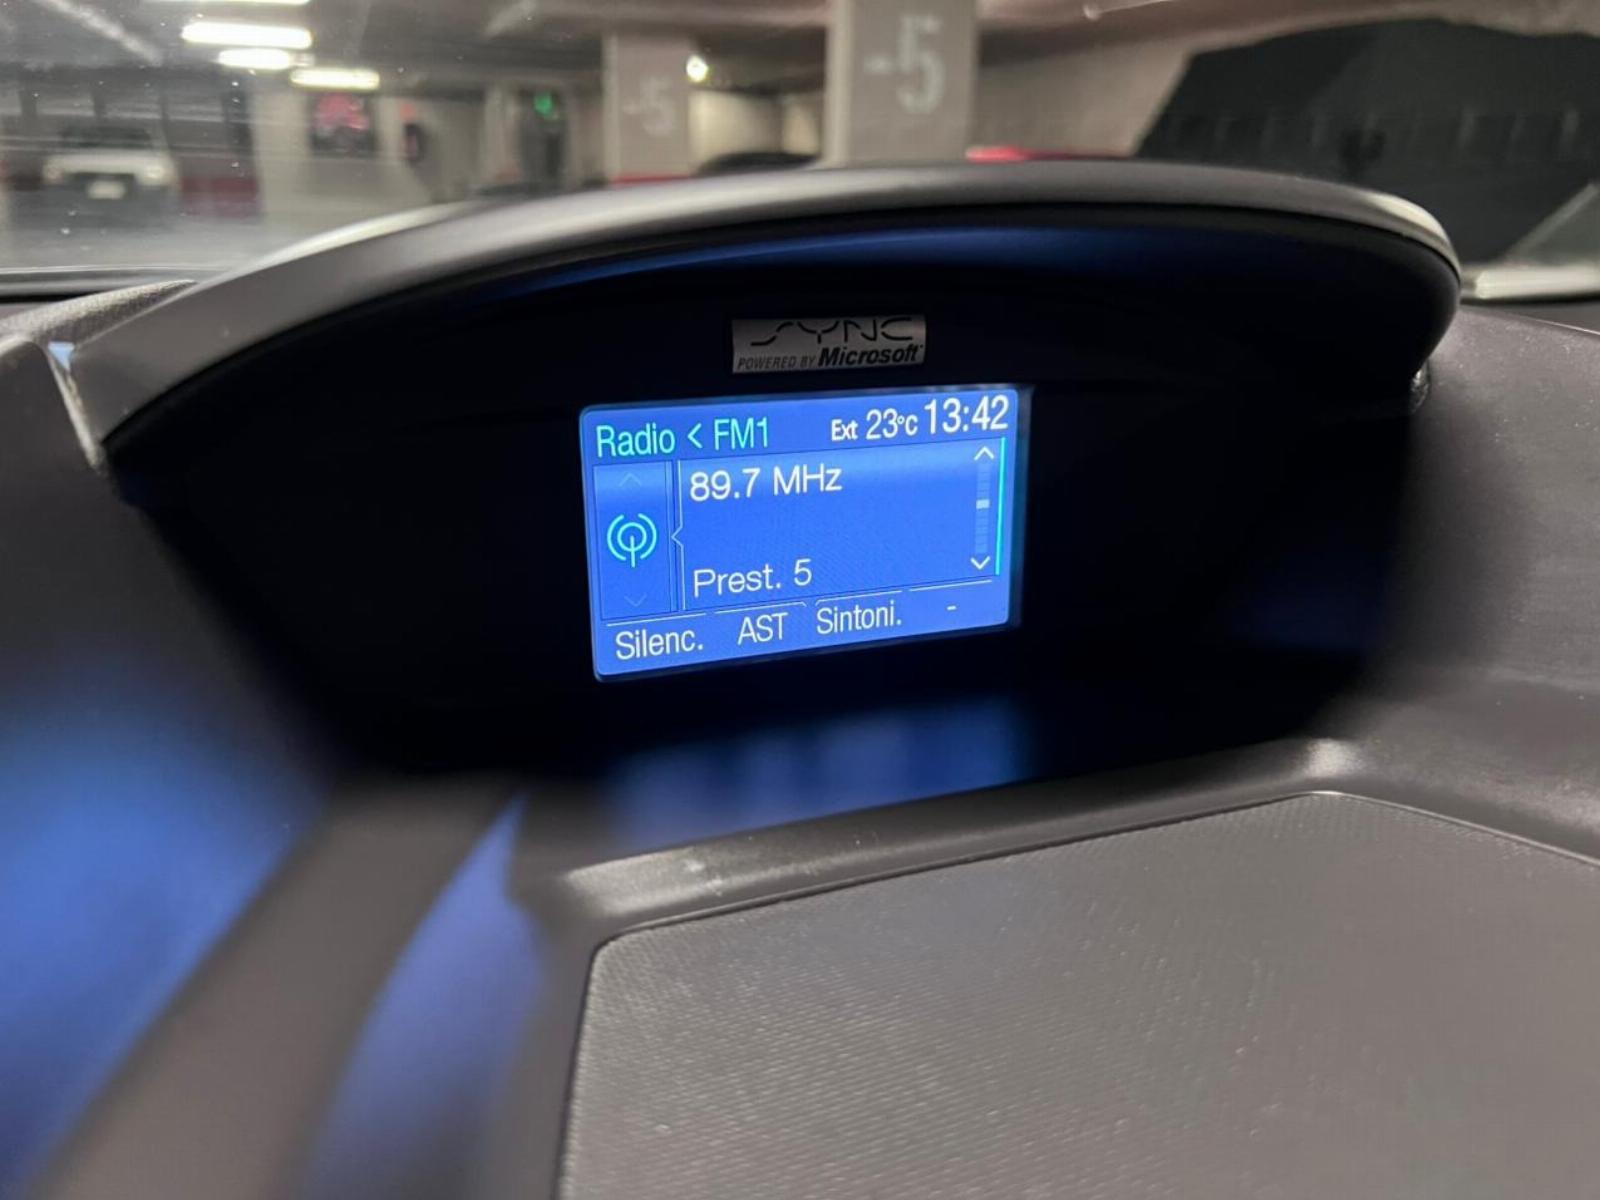 -5
-5
SYNC
POWERED BY Microsoft
Radio < FM1 Ext 23°C 13:42
89.7 MHz
Prest. 5
Silenc. AST Sintoni. -